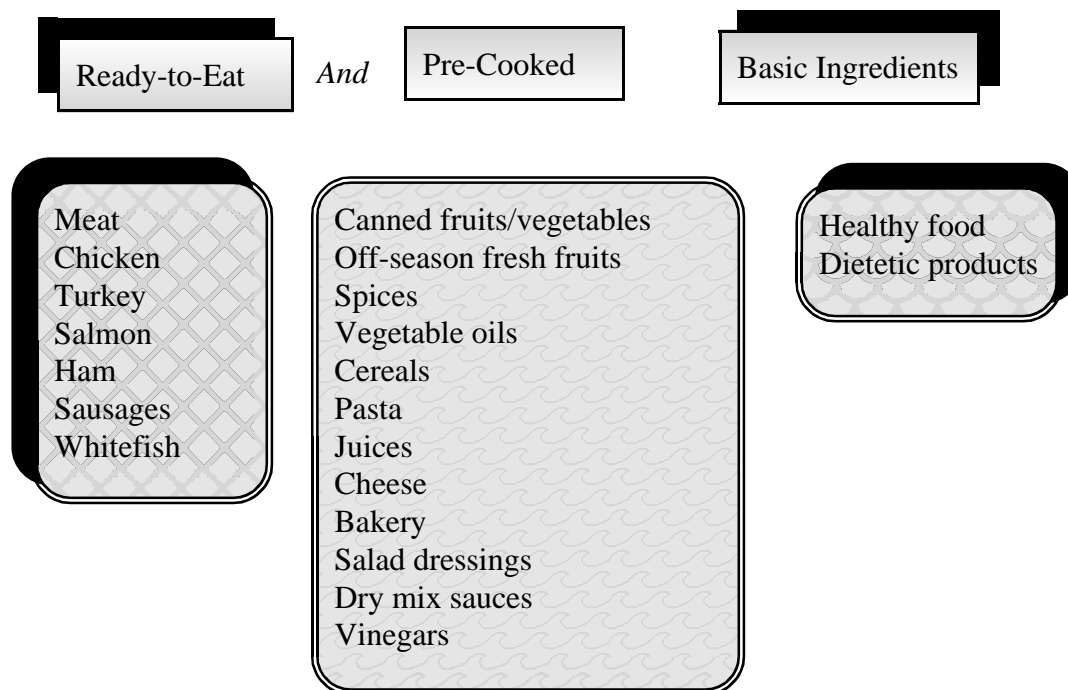 Ready-to-Eat And Pre-Cooked Basic Ingredients
Meat
Chicken
Turkey
Salmon
Ham
Sausages
Whitefish
Canned fruits/vegetables
Off-season fresh fruits
Spices
Vegetable oils
Cereals
Pasta
Juices
Cheese
Bakery
Salad dressings
Dry mix sauces
Vinegars
Healthy food
Dietetic products